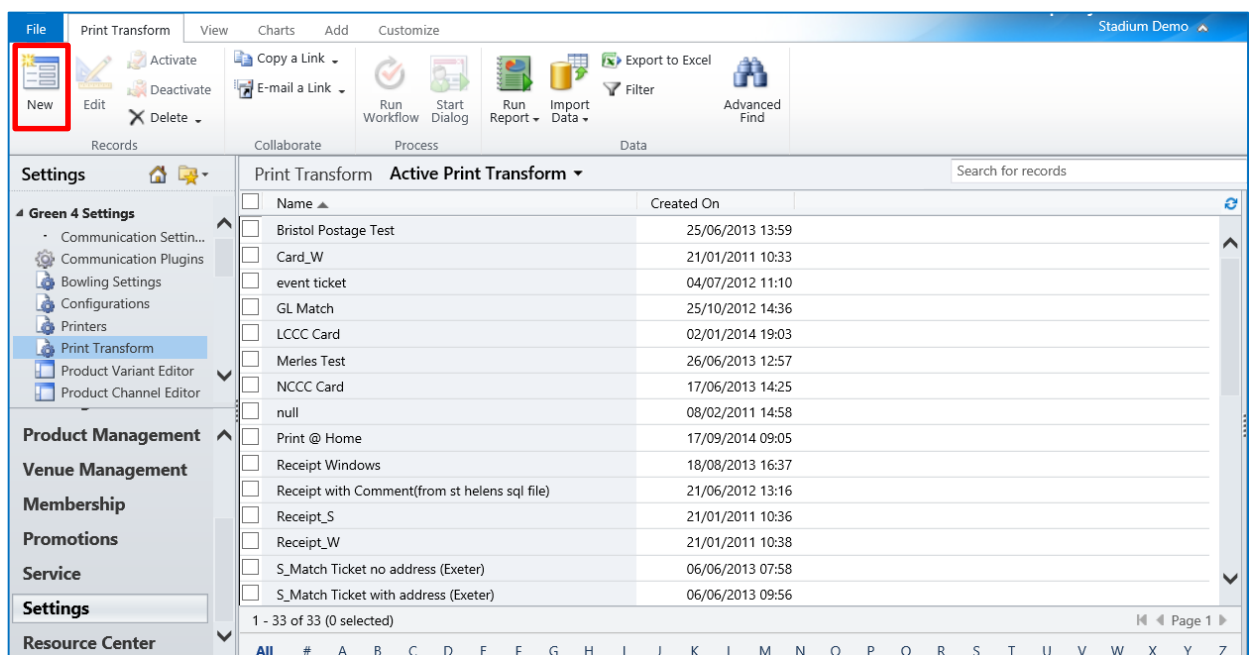 Stadium Demo
File Print Transform View Charts Add Customize
New
Edit
Activate
Deactivate
Delete
Records
Copy a Link
E-mail a Link
Collaborate
Run Workflow
Start Dialog
Process
Run Report
Import Data
Export to Excel
Filter
Advanced Find
Data
Settings
Green 4 Settings
Communication Settin...
Communication Plugins
Bowling Settings
Configurations
Printers
Print Transform
Product Variant Editor
Product Channel Editor
Product Management
Venue Management
Membership
Promotions
Service
Settings
Resource Center
Print Transform Active Print Transform
Search for records
Name Created On
Bristol Postage Test 25/06/2013 13:59
Card_W 21/01/2011 10:33
event ticket 04/07/2012 11:10
GL Match 25/10/2012 14:36
LCCC Card 02/01/2014 19:03
Merles Test 26/06/2013 12:57
NCCC Card 17/06/2013 14:25
null 08/02/2011 14:58
Print @ Home 17/09/2014 09:05
Receipt Windows 18/08/2013 16:37
Receipt with Comment(from st helens sql file) 21/06/2012 13:16
Receipt_S 21/01/2011 10:36
Receipt_W 21/01/2011 10:38
S_Match Ticket no address (Exeter) 06/06/2013 07:58
S_Match Ticket with address (Exeter) 06/06/2013 09:56
1 - 33 of 33 (0 selected) Page 1
All # A B C D E F G H I J K L M N O P Q R S T U V W X Y Z